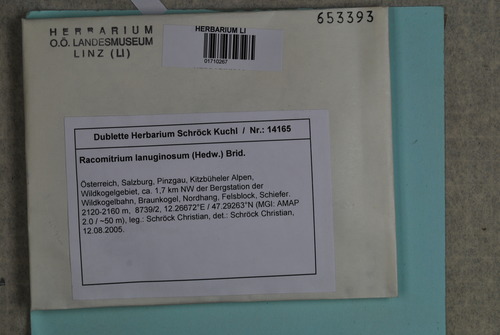 653393
HERBARIUM
O.Ö. LANDESMUSEUM
LINZ (LI)
HERBARIUM LI
01710287
Dublette Herbarium Schröck Kuchl / Nr.: 14165
Racomitrium lanuginosum (Hedw.) Brid.
Österreich, Salzburg, Pinzgau, Kitzbüheler Alpen,
Wildkogelgebiet, ca. 1,7 km NW der Bergstation der
Wildkogelbahn, Braunkogel, Nordhang, Felsblock, Schiefer.
2120-2160 m, 8739/2, 12.26672°E / 47.29263°N (MGI: AMAP
2.0 / ~50 m), leg.: Schröck Christian, det.: Schröck Christian,
12.08.2005.